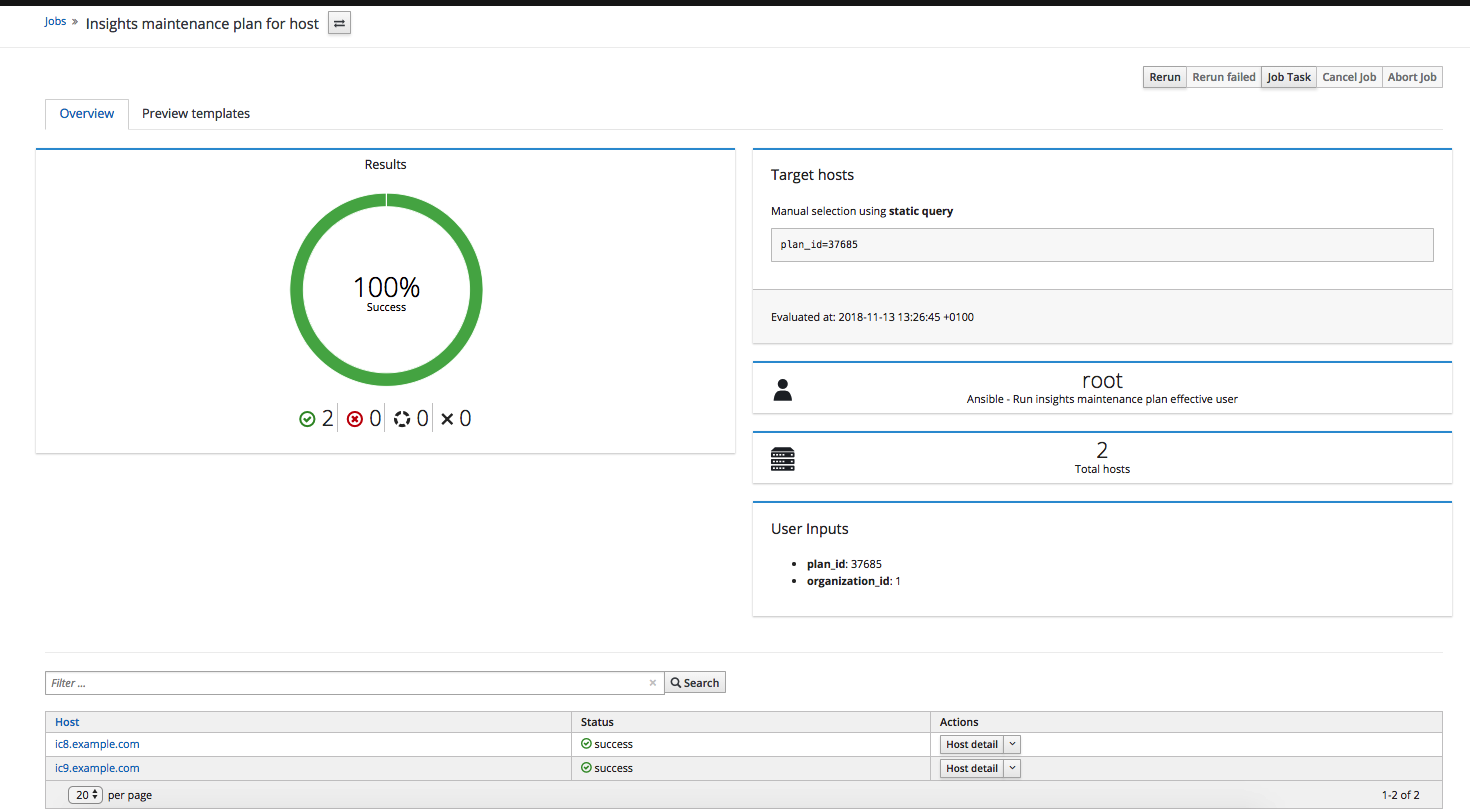 Jobs » Insights maintenance plan for host
Rerun Rerun failed Job Task Cancel Job Abort Job
Overview Preview templates
Results
100%
Success
2 0 0 0
Target hosts
Manual selection using static query
plan_id=37685
Evaluated at: 2018-11-13 13:26:45 +0100
root
Ansible - Run insights maintenance plan effective user
2
Total hosts
User Inputs
• plan_id: 37685
• organization_id: 1
Filter ... × Search
Host Status Actions
ic8.example.com success Host detail
ic9.example.com success Host detail
20 per page 1-2 of 2